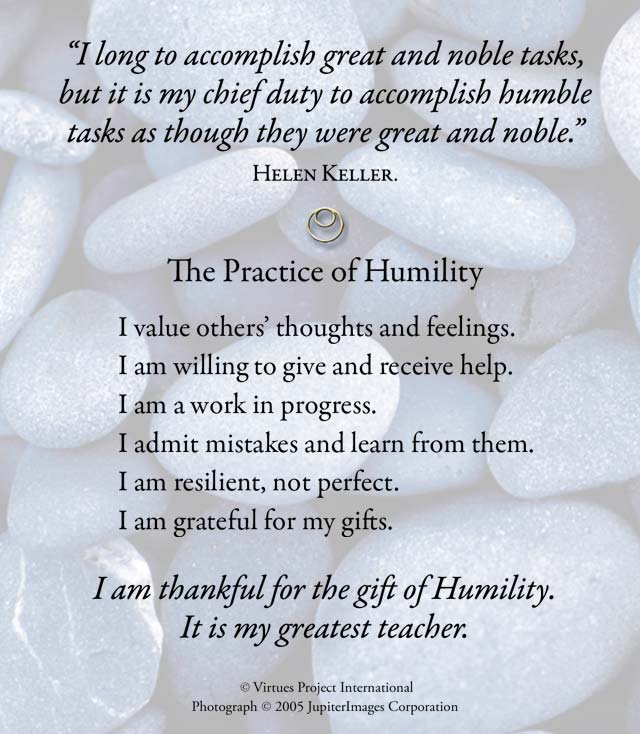 “I long to accomplish great and noble tasks,
but it is my chief duty to accomplish humble
tasks as though they were great and noble.”
Helen Keller.
The Practice of Humility
I value others’ thoughts and feelings.
I am willing to give and receive help.
I am a work in progress.
I admit mistakes and learn from them.
I am resilient, not perfect.
I am grateful for my gifts.
I am thankful for the gift of Humility.
It is my greatest teacher.
© Virtues Project International
Photograph © 2005 JupiterImages Corporation